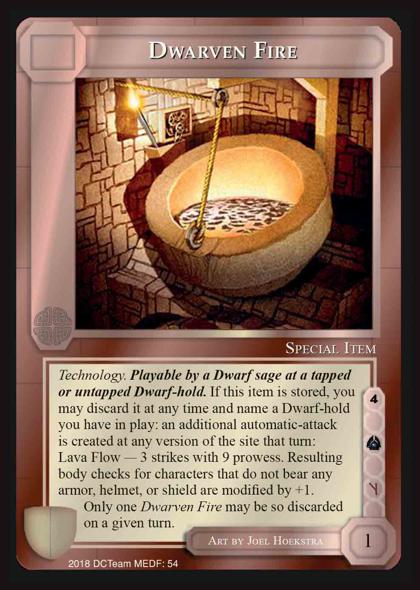 DWARVEN FIRE
54
SPECIAL ITEM
Technology. Playable by a Dwarf sage at a tapped
or untapped Dwarf-hold. If this item is stored, you
may discard it at any time and name a Dwarf-hold
you have in play: an additional automatic-attack
is created at any version of the site that turn:
Lava Flow — 3 strikes with 9 prowess. Resulting
body checks for characters that do not bear any
armor, helmet, or shield are modified by +1.
Only one Dwarven Fire may be so discarded
on a given turn.
4
ART BY JOEL HOEKSTRA
1
2018 DCTeam MEDF: 54